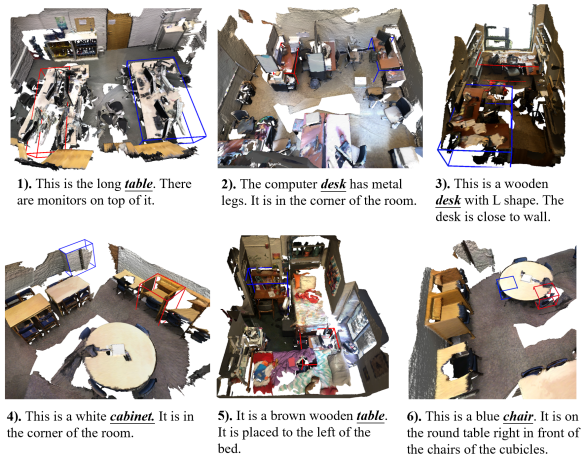 1). This is the long table. There
are monitors on top of it.
2). The computer desk has metal
legs. It is in the corner of the room.
3). This is a wooden
desk with L shape. The
desk is close to wall.
4). This is a white cabinet. It is in
the corner of the room.
5). It is a brown wooden table.
It is placed to the left of the
bed.
6). This is a blue chair. It is on
the round table right in front of
the chairs of the cubicles.